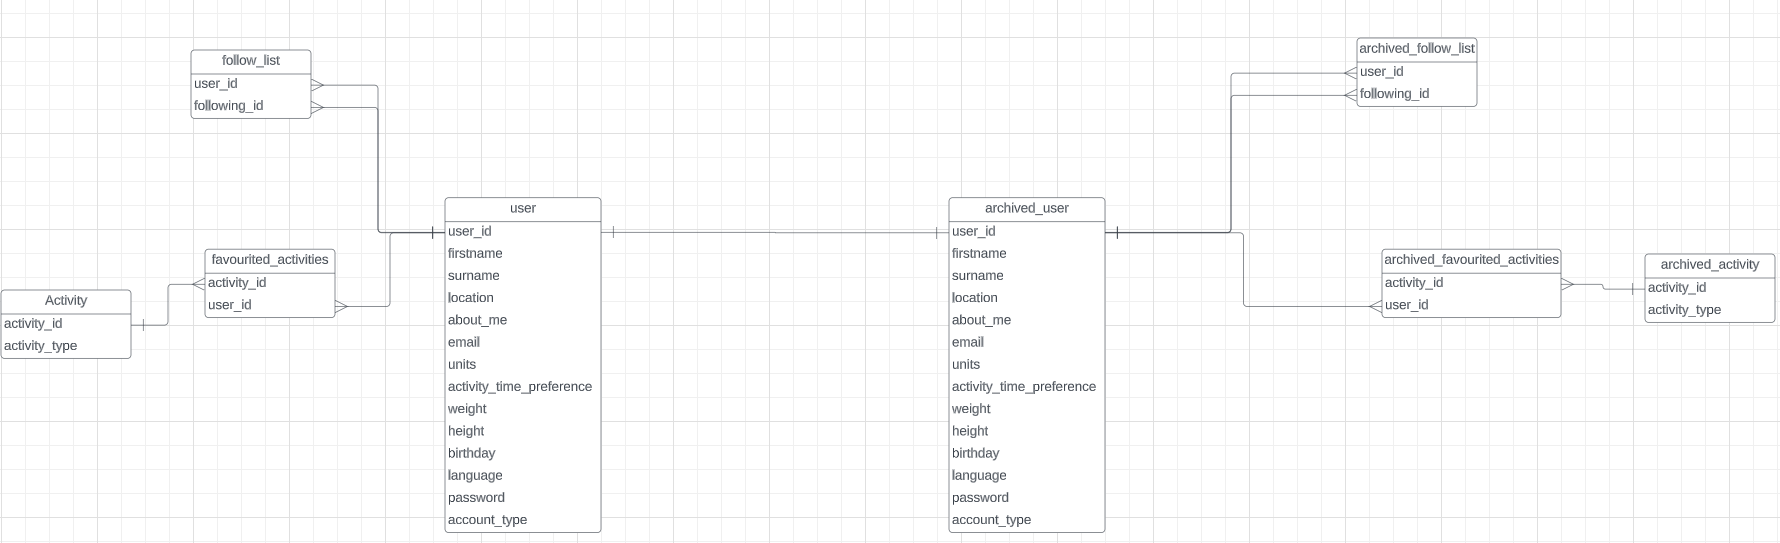 follow_list
user_id
following_id
Activity
activity_id
activity_type
favourited_activities
activity_id
user_id
user
user_id
firstname
surname
location
about_me
email
units
activity_time_preference
weight
height
birthday
language
password
account_type
archived_user
user_id
firstname
surname
location
about_me
email
units
activity_time_preference
weight
height
birthday
language
password
account_type
archived_follow_list
user_id
following_id
archived_favourited_activities
activity_id
user_id
archived_activity
activity_id
activity_type